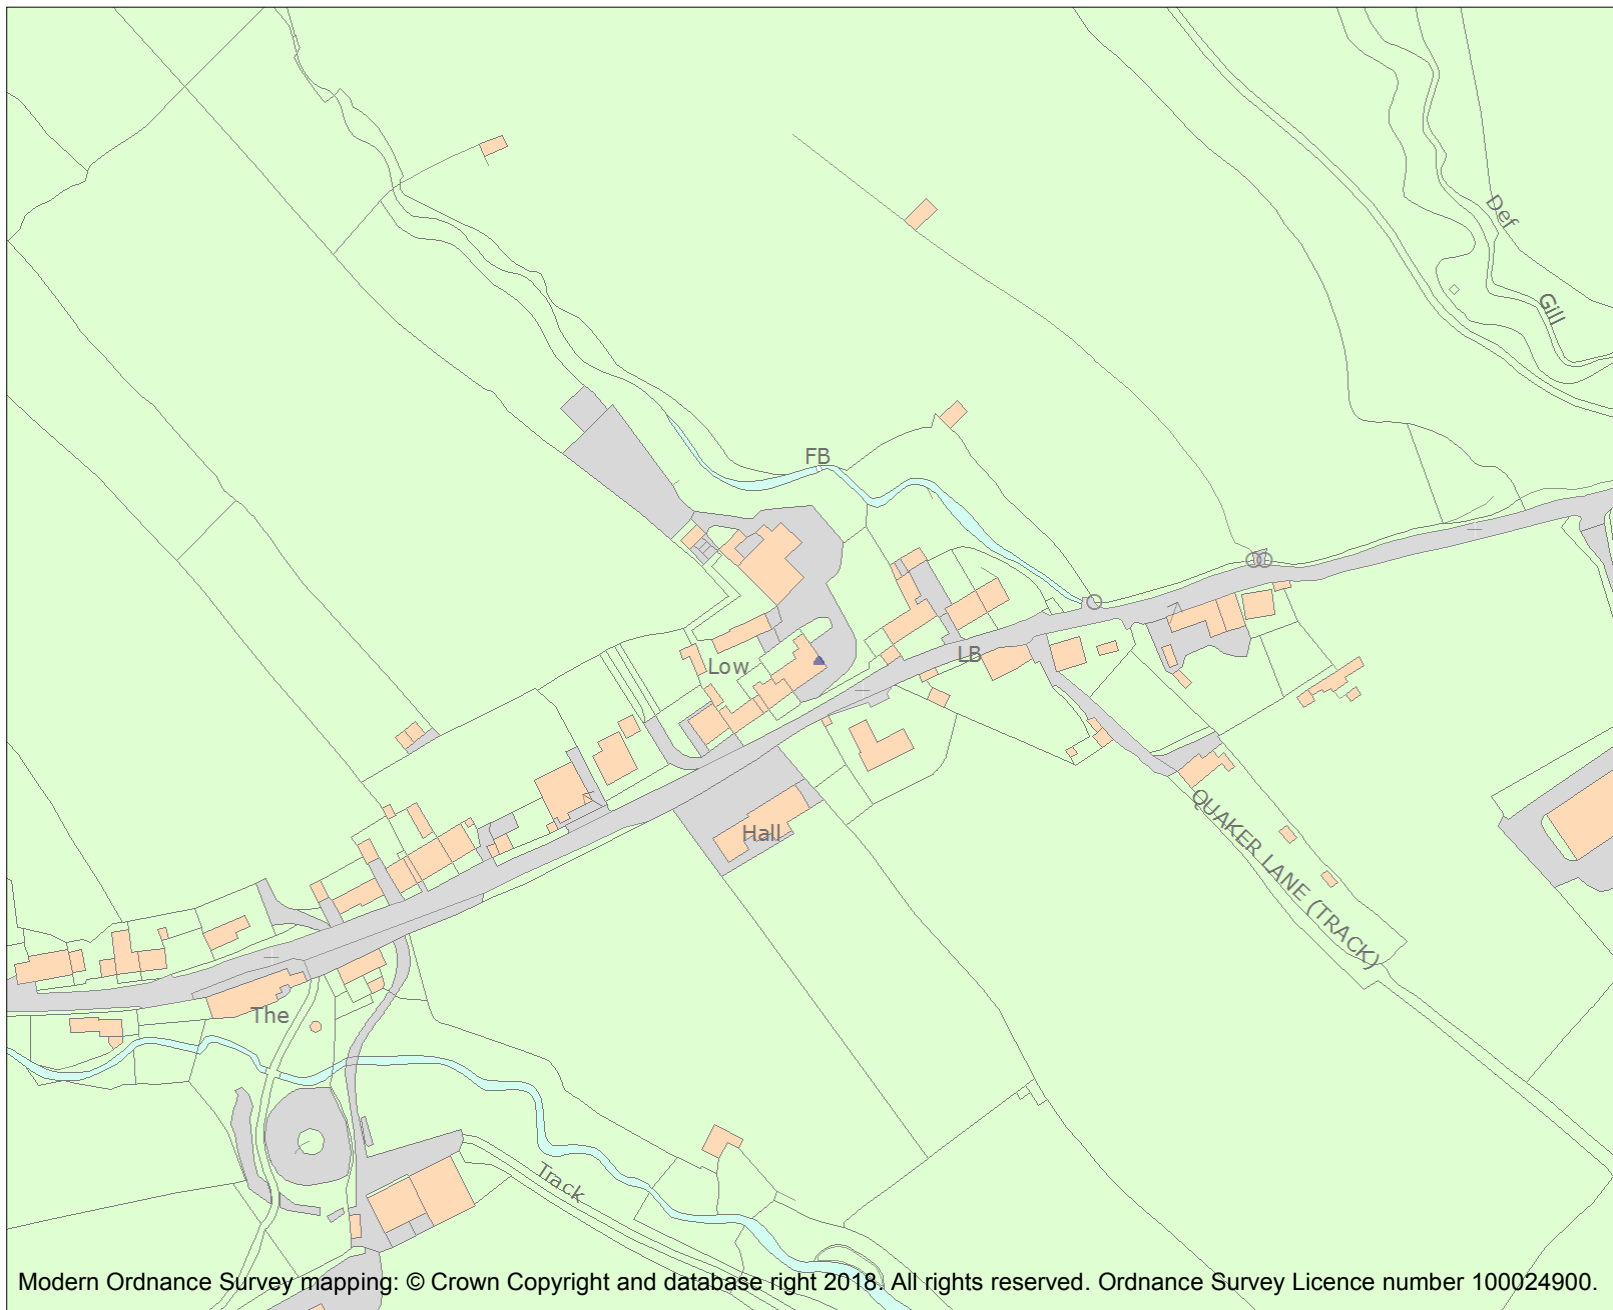 Def
Gill
FB
LB
Low
QUAKER LANE (TRACK)
Hall
The
Track
Modern Ordnance Survey mapping: © Crown Copyright and database right 2018. All rights reserved. Ordnance Survey Licence number 100024900.